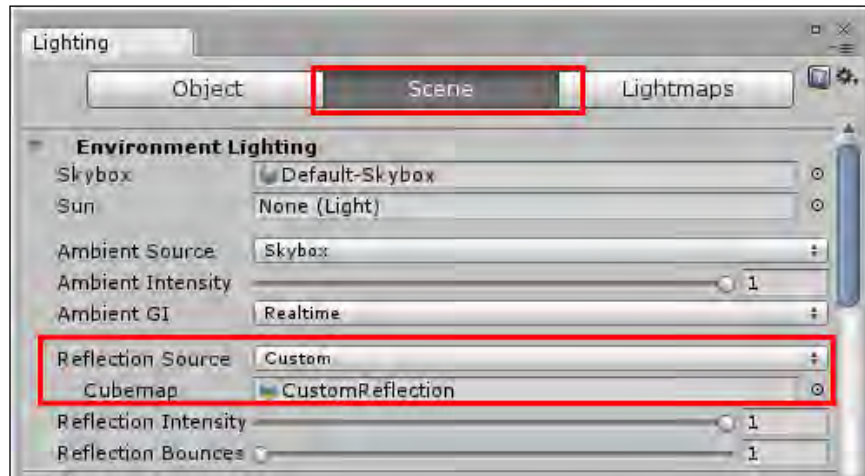 Lighting
Object Scene Lightmaps
Environment Lighting
Skybox Default-Skybox
Sun None (Light)
Ambient Source Skybox
Ambient Intensity 1
Ambient GI Realtime
Reflection Source Custom
Cubemap CustomReflection
Reflection Intensity 1
Reflection Bounces 1